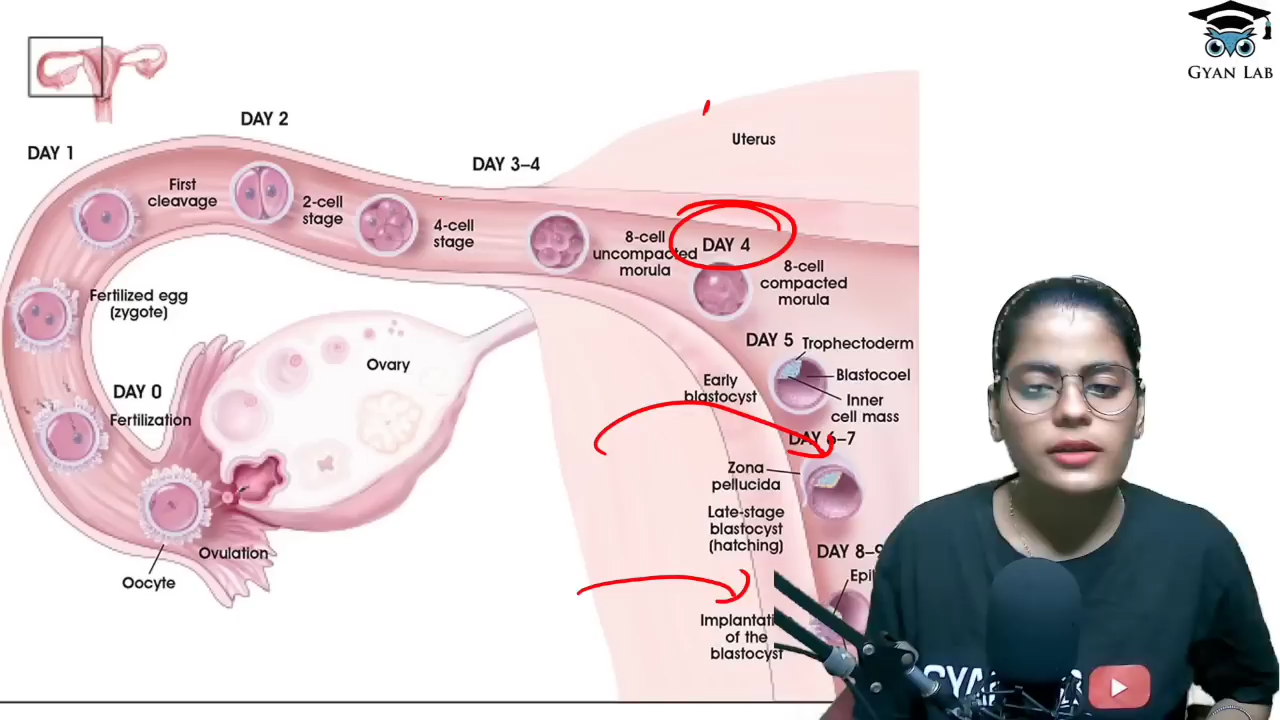 GYAN LAB
DAY 2
DAY 1
DAY 3–4
Uterus
First
cleavage
2-cell
stage
4-cell
stage
8-cell
uncompacted
morula
DAY 4
8-cell
compacted
morula
Fertilized egg
(zygote)
DAY 5
Trophectoderm
Ovary
Early
blastocyst
Blastocoel
Inner
cell mass
DAY 0
Fertilization
DAY 6–7
Zona
pellucida
Late-stage
blastocyst
(hatching)
Ovulation
Oocyte
DAY 8–9
of the
blastocyst